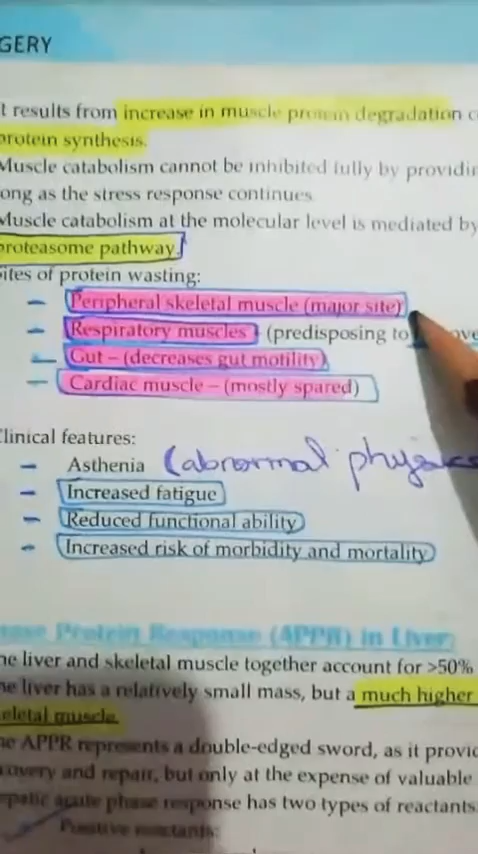 GERY
t results from increase in muscle protein degradation c
protein synthesis.
Muscle catabolism cannot be inhibited fully by providin
ong as the stress response continues
Muscle catabolism at the molecular level is mediated by
proteasome pathway.
ites of protein wasting:
– Peripheral skeletal muscle (major site)
– Respiratory muscles (predisposing to
– Gut – (decreases gut motility)
– Cardiac muscle – (mostly spared)
Clinical features:
– Asthenia (abnormal physica
– Increased fatigue
– Reduced functional ability
– Increased risk of morbidity and mortality
hase Protein Response (APPR) in Liver:
he liver and skeletal muscle together account for >50%
he liver has a relatively small mass, but a much higher
eletal muscle.
he APPR represents a double-edged sword, as it provid
covery and repair, but only at the expense of valuable
epatic acute phase response has two types of reactants
Positive reactants: